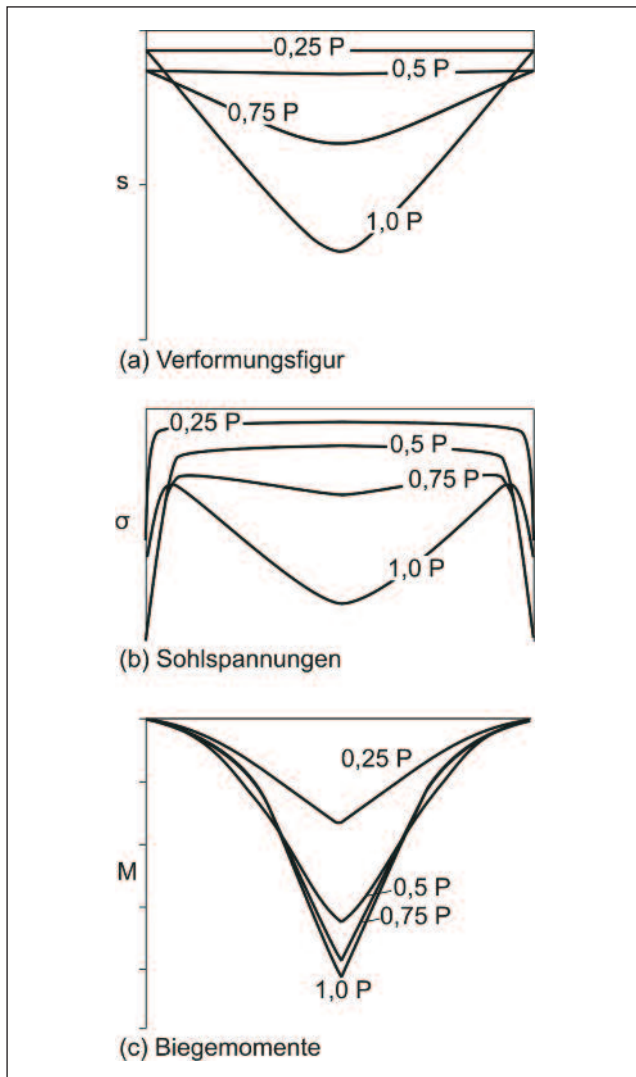 0,25 P
0,5 P
0,75 P
s
1,0 P
(a) Verformungsfigur
0,25 P
0,5 P
0,75 P
σ
1,0 P
(b) Sohlspannungen
0,25 P
M
0,5 P
0,75 P
1,0 P
(c) Biegemomente